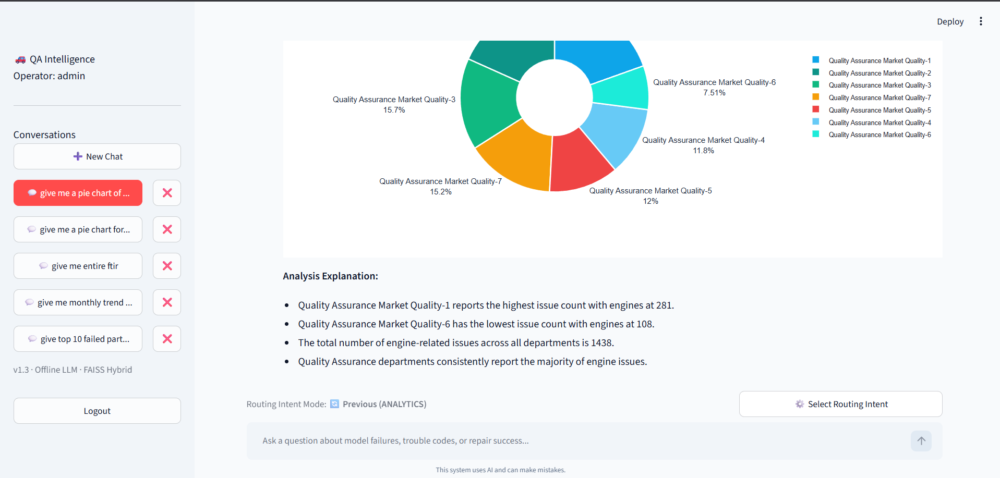 Deploy
QA Intelligence
Operator: admin
Conversations
New Chat
give me a pie chart of ...
give me a pie chart for...
give me entire ftir
give me monthly trend ...
give top 10 failed part...
v1.3 · Offline LLM · FAISS Hybrid
Logout
Quality Assurance Market Quality-3
15.7%
Quality Assurance Market Quality-7
15.2%
Quality Assurance Market Quality-6
7.51%
Quality Assurance Market Quality-4
11.8%
Quality Assurance Market Quality-5
12%
Quality Assurance Market Quality-1
Quality Assurance Market Quality-2
Quality Assurance Market Quality-3
Quality Assurance Market Quality-7
Quality Assurance Market Quality-5
Quality Assurance Market Quality-4
Quality Assurance Market Quality-6
Analysis Explanation:
• Quality Assurance Market Quality-1 reports the highest issue count with engines at 281.
• Quality Assurance Market Quality-6 has the lowest issue count with engines at 108.
• The total number of engine-related issues across all departments is 1438.
• Quality Assurance departments consistently report the majority of engine issues.
Routing Intent Mode: Previous (ANALYTICS)
Select Routing Intent
Ask a question about model failures, trouble codes, or repair success...
This system uses AI and can make mistakes.